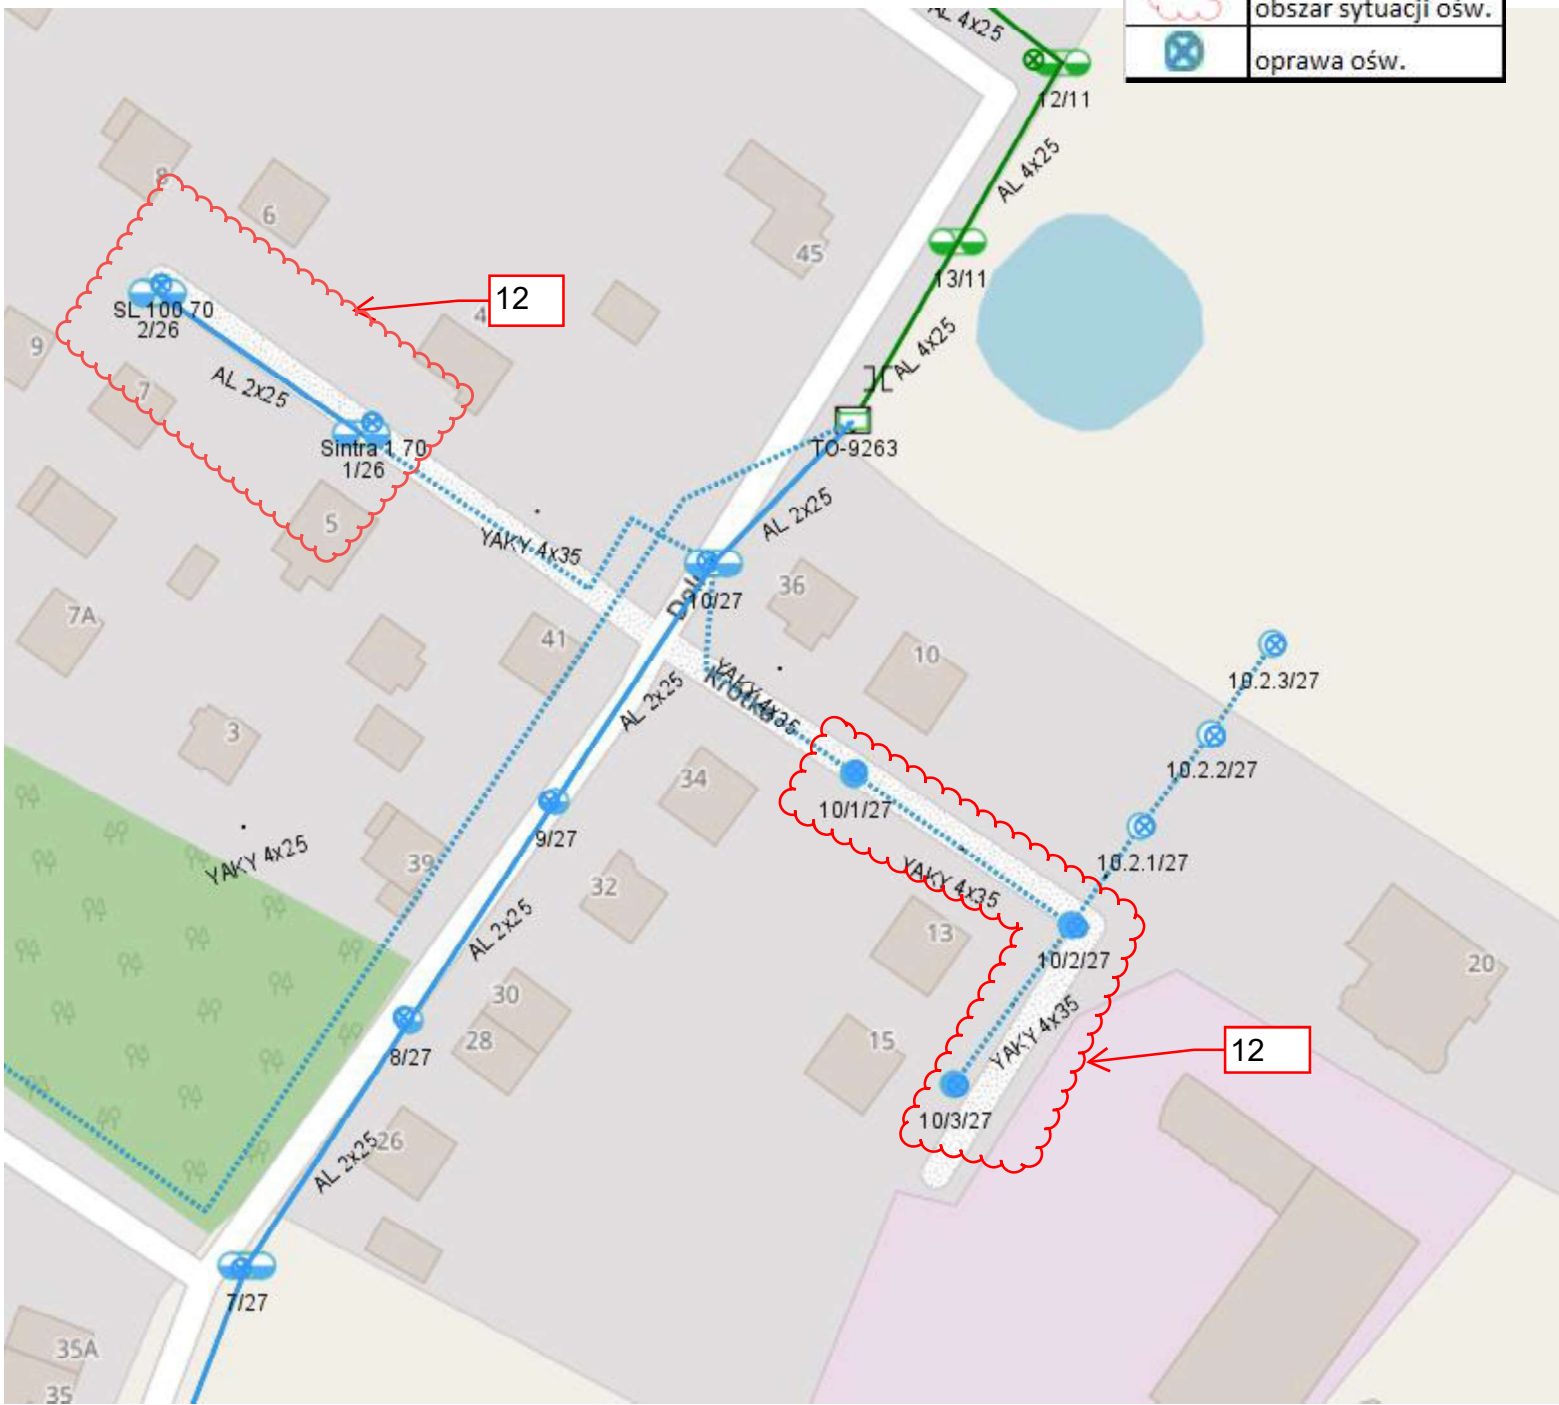 obszar sytuacji ośw.
oprawa ośw.
AL 4x25
12/11
AL 4x25
8
6
45
13/11
12
4
SL 100 70
2/26
9
AL 4x25
7
AL 2x25
Sintra 1 70
1/26
TO-9263
5
AL 2x25
YAKY 4x35
10/27
36
7A
41
10
10.2.3/27
YAKY 4x35
Krótka
AL 2x25
3
34
10.2.2/27
10/1/27
9/27
39
YAKY 4x25
10.2.1/27
32
YAKY 4x35
13
AL 2x25
10/2/27
20
30
28
15
YAKY 4x35
12
8/27
10/3/27
26
AL 2x25
7/27
35A
35